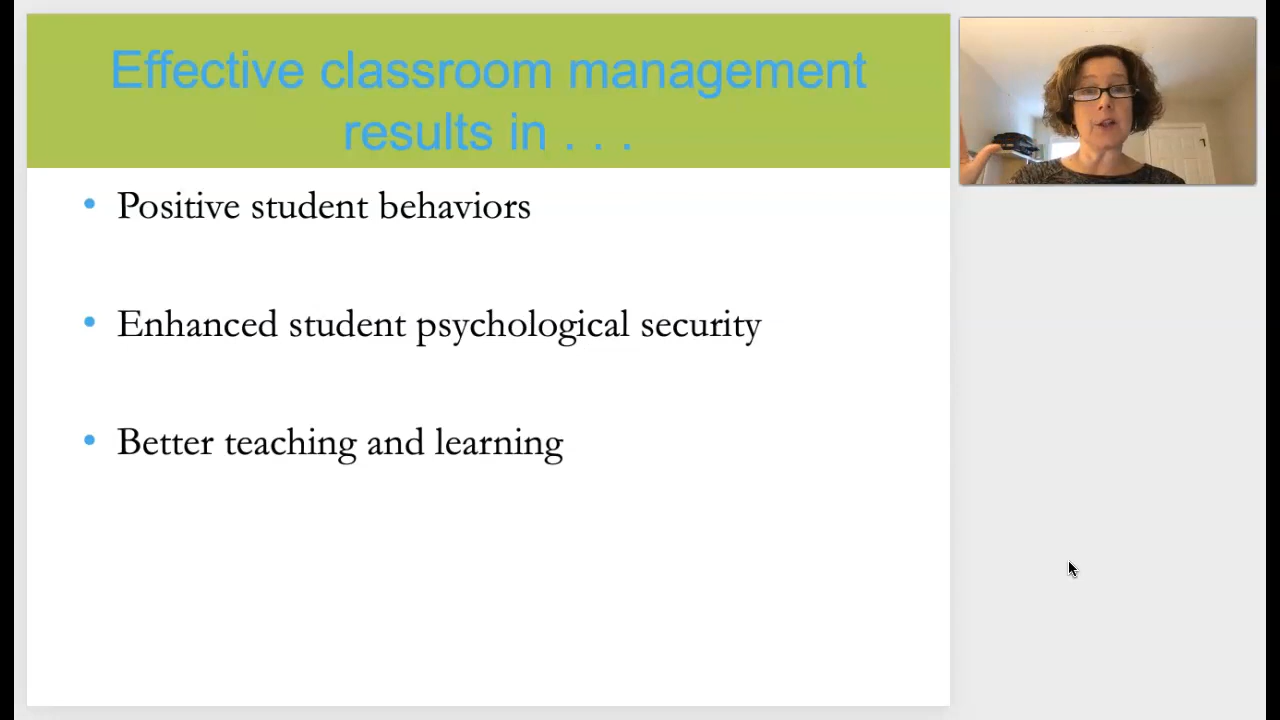 Effective classroom management
results in . . .
• Positive student behaviors
• Enhanced student psychological security
• Better teaching and learning